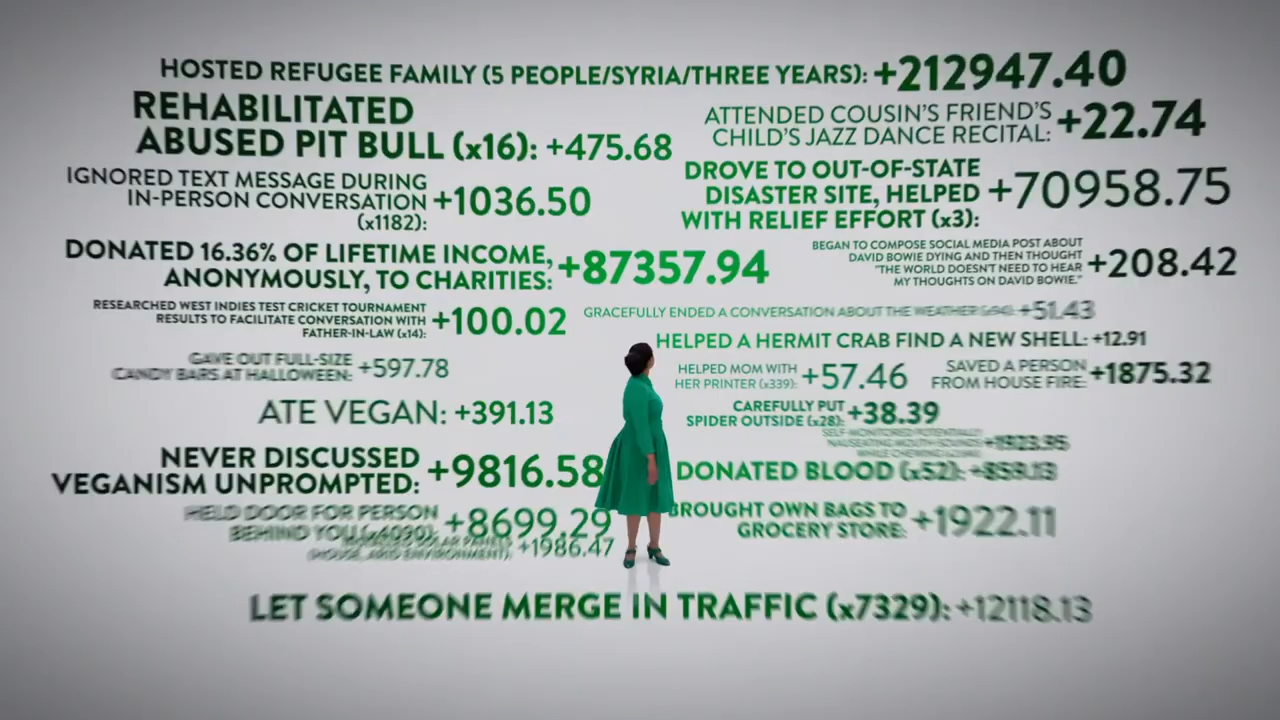 HOSTED REFUGEE FAMILY (5 PEOPLE/SYRIA/THREE YEARS): +212947.40
REHABILITATED
ABUSED PIT BULL (x16): +475.68
ATTENDED COUSIN'S FRIEND'S
CHILD'S JAZZ DANCE RECITAL: +22.74
IGNORED TEXT MESSAGE DURING
IN-PERSON CONVERSATION
(x1182): +1036.50
DROVE TO OUT-OF-STATE
DISASTER SITE, HELPED
WITH RELIEF EFFORT (x3): +70958.75
DONATED 16.36% OF LIFETIME INCOME,
ANONYMOUSLY, TO CHARITIES: +87357.94
BEGAN TO COMPOSE SOCIAL MEDIA POST ABOUT
DAVID BOWIE DYING AND THEN THOUGHT
"THE WORLD DOESN'T NEED TO HEAR
MY THOUGHTS ON DAVID BOWIE." +208.42
RESEARCHED WEST INDIES TEST CRICKET TOURNAMENT
RESULTS TO FACILITATE CONVERSATION WITH
FATHER-IN-LAW (x14): +100.02
GRACEFULLY ENDED A CONVERSATION ABOUT THE WEATHER +51.43
HELPED A HERMIT CRAB FIND A NEW SHELL: +12.91
GAVE OUT FULL-SIZE
CANDY BARS AT HALLOWEEN: +597.78
HELPED MOM WITH
HER PRINTER (x339): +57.46
SAVED A PERSON
FROM HOUSE FIRE: +1875.32
ATE VEGAN: +391.13
CAREFULLY PUT
SPIDER OUTSIDE (x28): +38.39
SELF-MONITORED POTENTIALLY
NAUSEATING MOUTH SOUNDS
WHILE CHEWING
NEVER DISCUSSED
VEGANISM UNPROMPTED: +9816.58
DONATED BLOOD (x52):
HELD DOOR FOR PERSON
BEHIND YOU +8699.29
+1986.47
BROUGHT OWN BAGS TO
GROCERY STORE: +1922.11
LET SOMEONE MERGE IN TRAFFIC (x7329): +12118.13